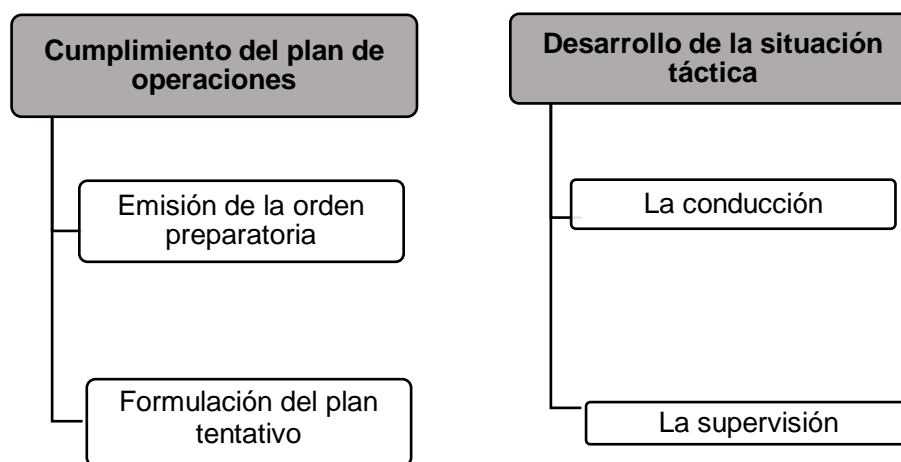 Cumplimiento del plan de
operaciones
Emisión de la orden
preparatoria
Formulación del plan
tentativo
Desarrollo de la situación
táctica
La conducción
La supervisión